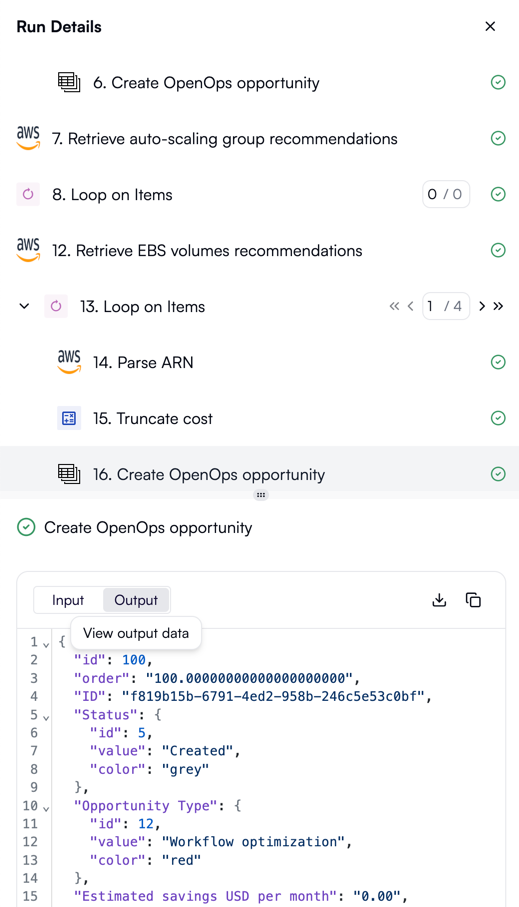 Run Details
6. Create OpenOps opportunity
aws 7. Retrieve auto-scaling group recommendations
8. Loop on Items 0 / 0
aws 12. Retrieve EBS volumes recommendations
13. Loop on Items 1 / 4
aws 14. Parse ARN
15. Truncate cost
16. Create OpenOps opportunity
Create OpenOps opportunity
Input Output
View output data
1 {
2 "id": 100,
3 "order": "100.00000000000000000000",
4 "ID": "f819b15b-6791-4ed2-958b-246c5e53c0bf",
5 "Status": {
6 "id": 5,
7 "value": "Created",
8 "color": "grey"
9 },
10 "Opportunity Type": {
11 "id": 12,
12 "value": "Workflow optimization",
13 "color": "red"
14 },
15 "Estimated savings USD per month": "0.00",